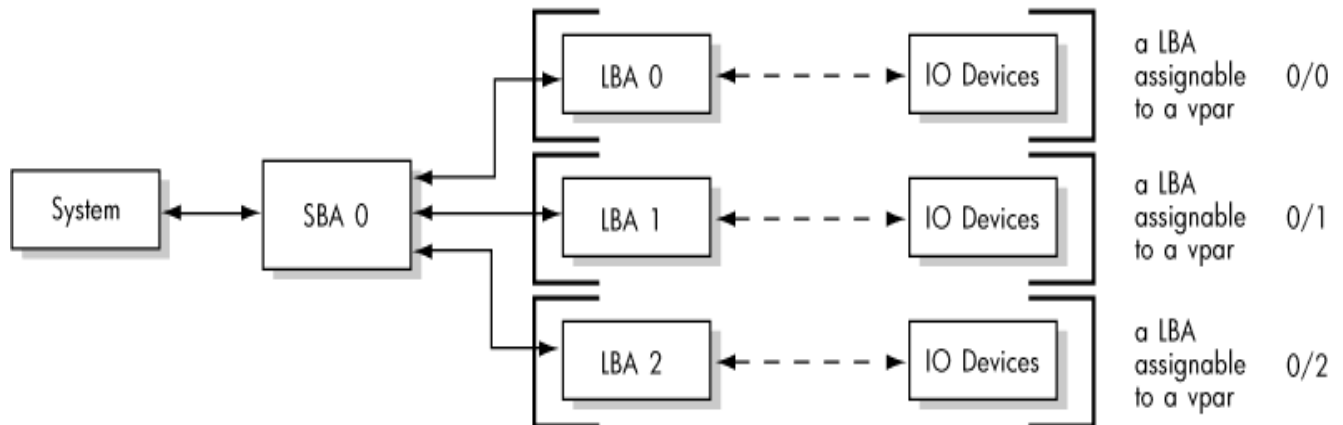 LBA 0
IO Devices
a LBA
assignable
to a vpar
0/0
System
SBA 0
LBA 1
IO Devices
a LBA
assignable
to a vpar
0/1
LBA 2
IO Devices
a LBA
assignable
to a vpar
0/2